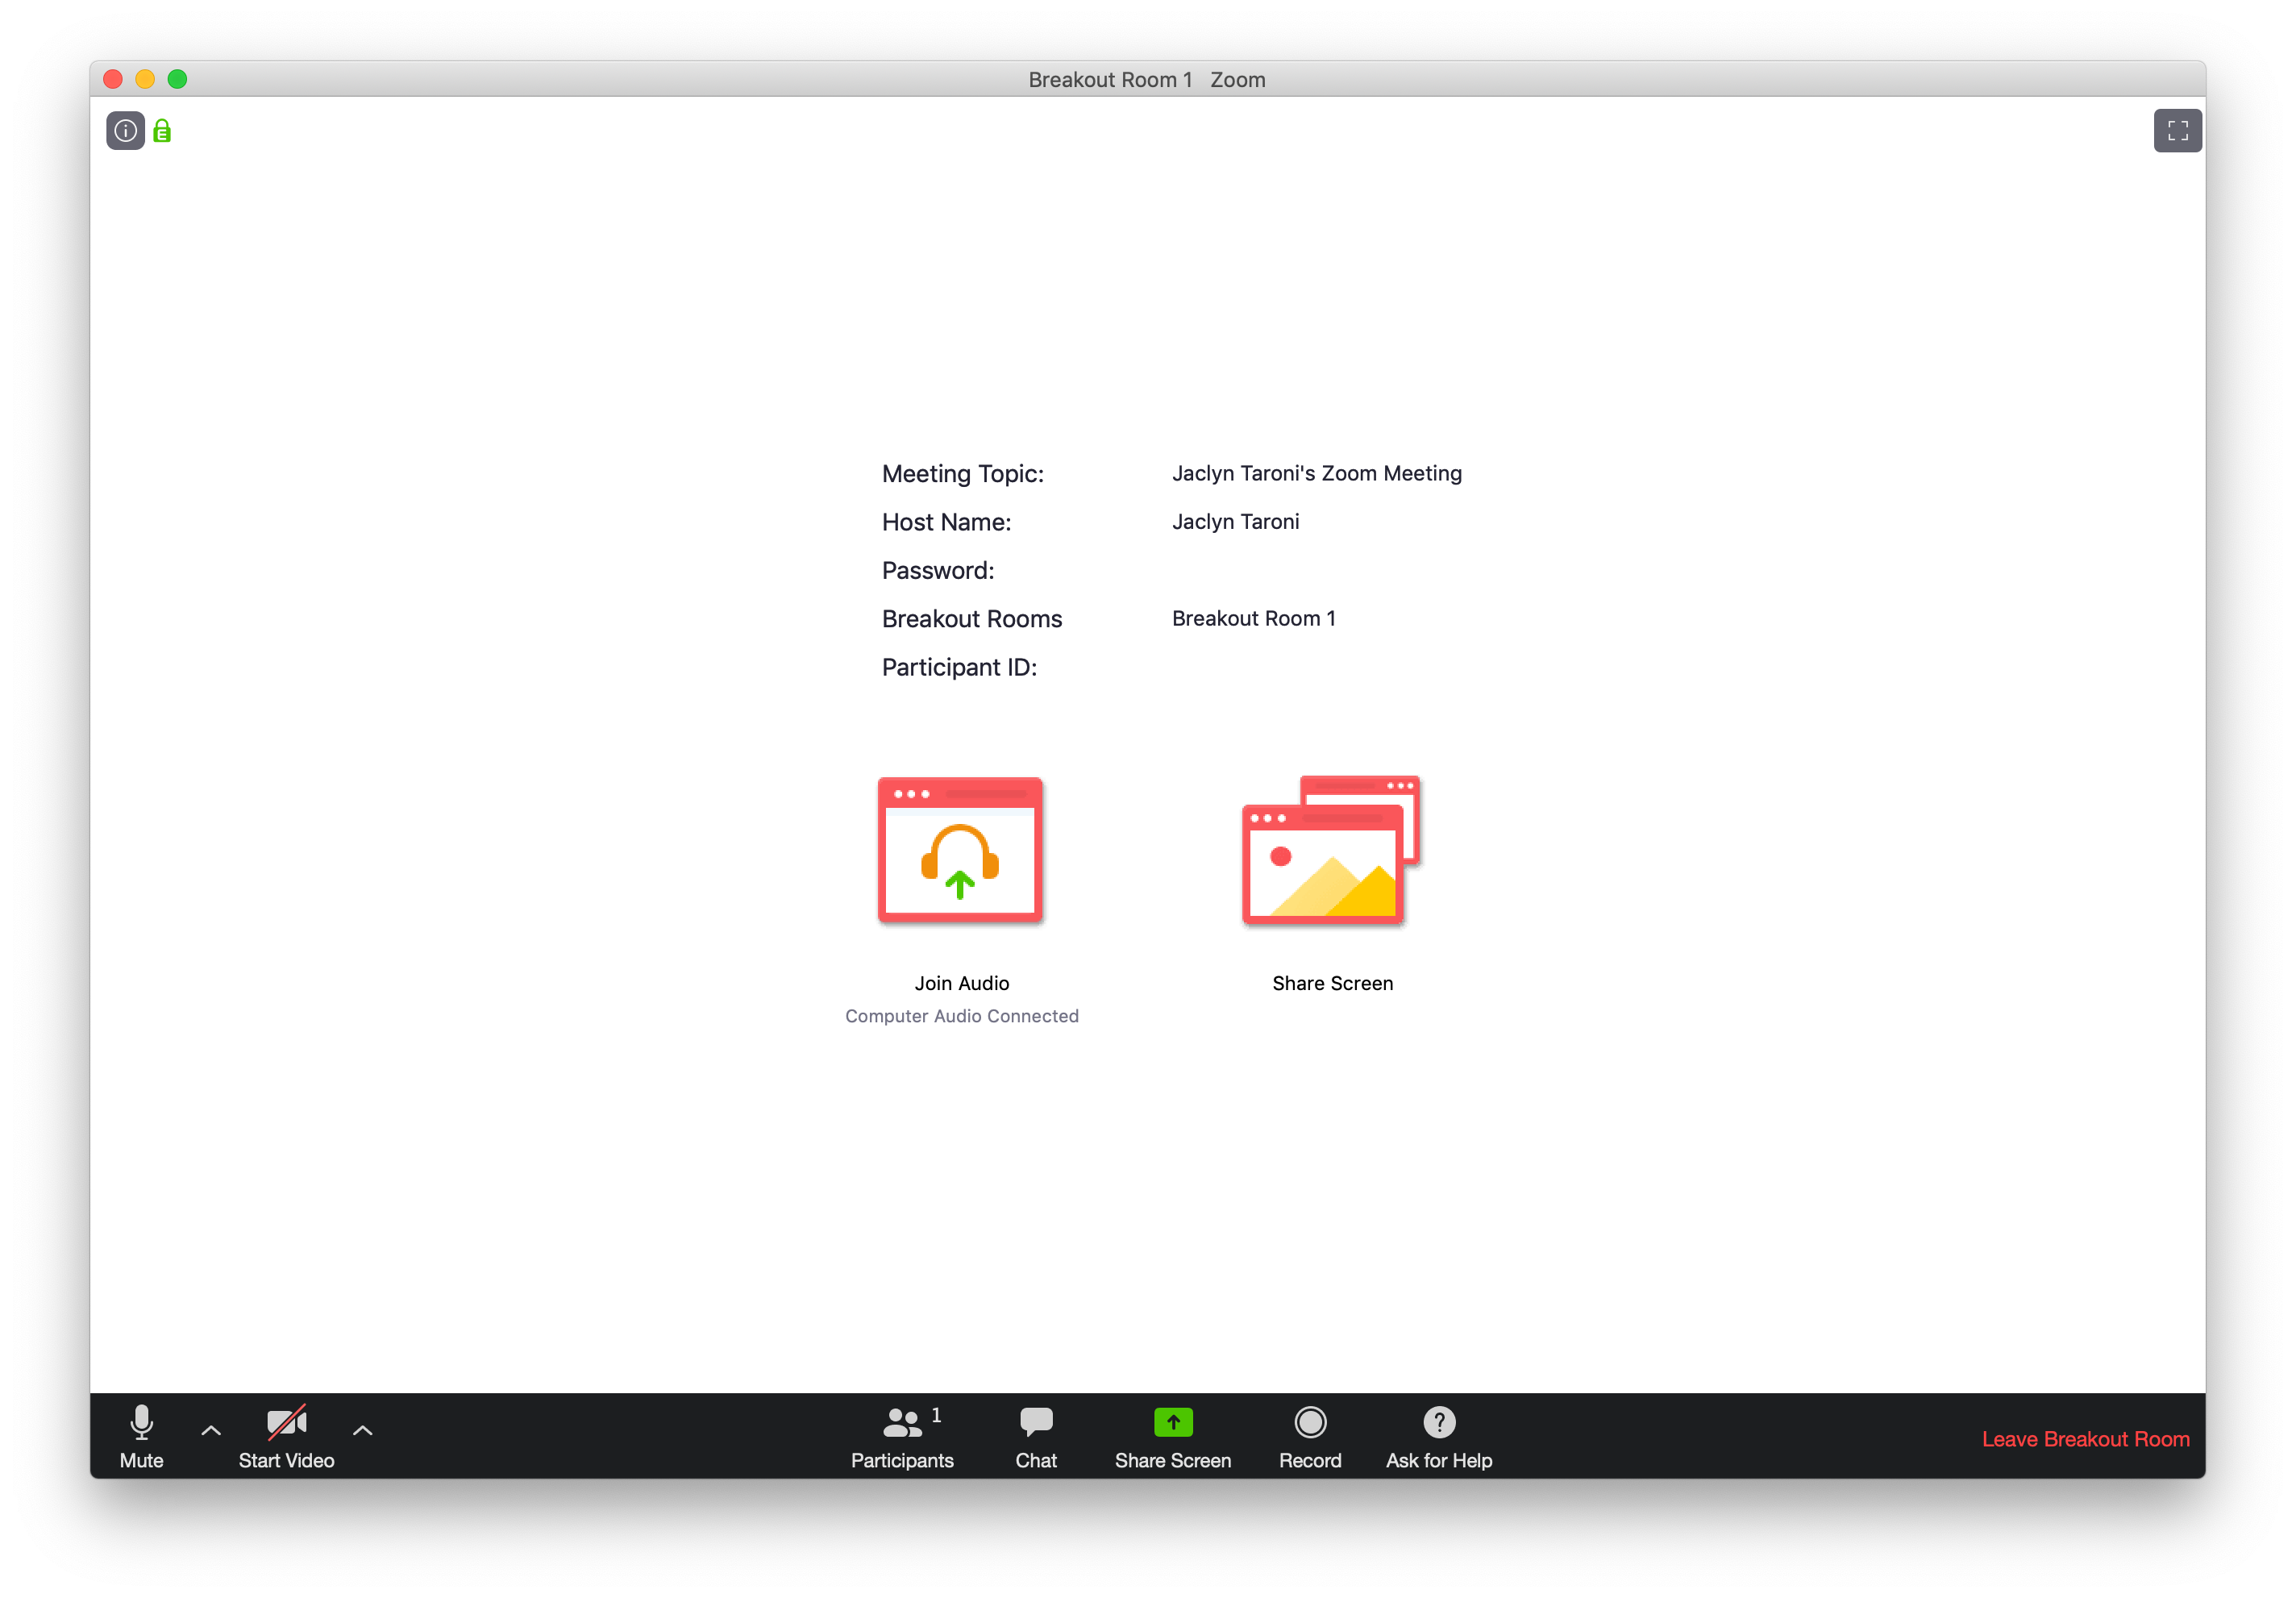 Breakout Room 1   Zoom
Meeting Topic: Jaclyn Taroni's Zoom Meeting
Host Name: Jaclyn Taroni
Password:
Breakout Rooms Breakout Room 1
Participant ID:
Join Audio Share Screen
Computer Audio Connected
1
Mute Start Video Participants Chat Share Screen Record Ask for Help Leave Breakout Room